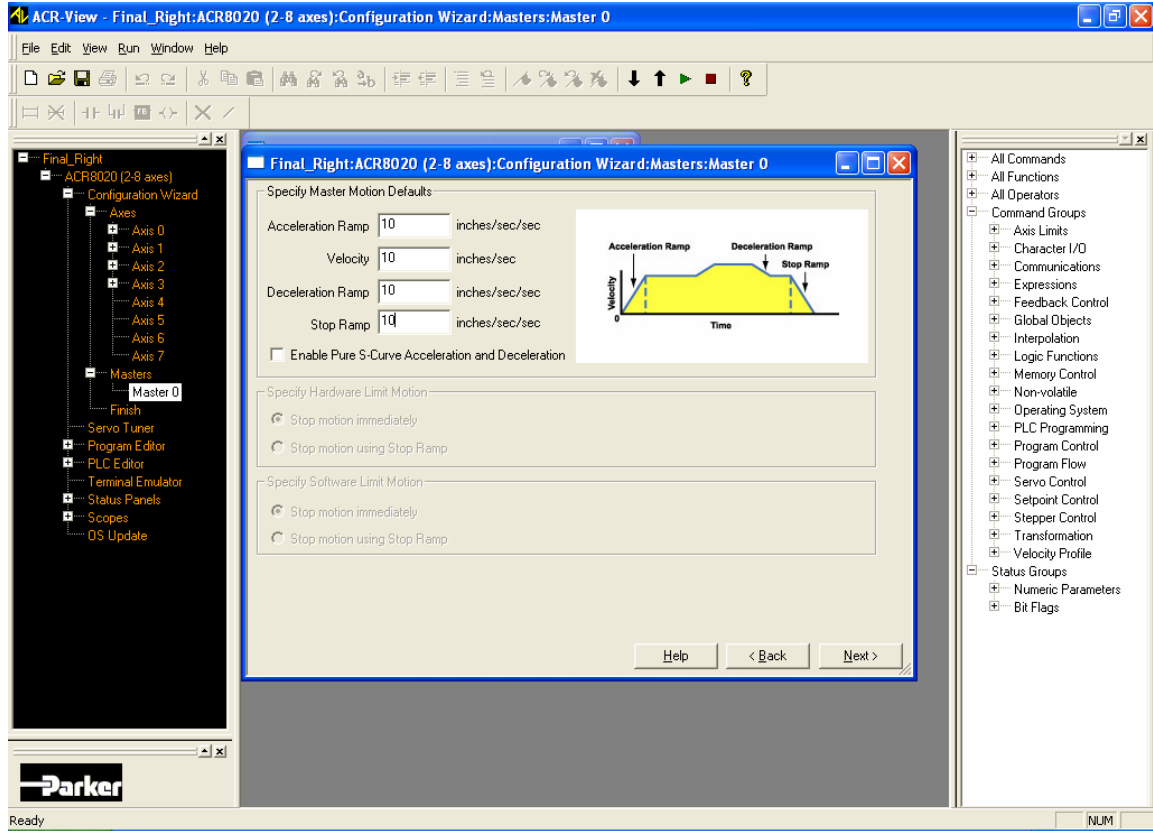 ACR-View - Final_Right:ACR8020 (2-8 axes):Configuration Wizard:Masters:Master 0
File Edit View Run Window Help
Final_Right
ACR8020 (2-8 axes)
Configuration Wizard
Axes
Axis 0
Axis 1
Axis 2
Axis 3
Axis 4
Axis 5
Axis 6
Axis 7
Masters
Master 0
Finish
Servo Tuner
Program Editor
PLC Editor
Terminal Emulator
Status Panels
Scopes
OS Update
Parker
Final_Right:ACR8020 (2-8 axes):Configuration Wizard:Masters:Master 0
Specify Master Motion Defaults
Acceleration Ramp 10 inches/sec/sec
Velocity 10 inches/sec
Deceleration Ramp 10 inches/sec/sec
Stop Ramp 10 inches/sec/sec
Enable Pure S-Curve Acceleration and Deceleration
Acceleration Ramp Deceleration Ramp
Stop Ramp
Velocity
0 Time
Specify Hardware Limit Motion
Stop motion immediately
Stop motion using Stop Ramp
Specify Software Limit Motion
Stop motion immediately
Stop motion using Stop Ramp
Help < Back Next >
All Commands
All Functions
All Operators
Command Groups
Axis Limits
Character I/O
Communications
Expressions
Feedback Control
Global Objects
Interpolation
Logic Functions
Memory Control
Non-volatile
Operating System
PLC Programming
Program Control
Program Flow
Servo Control
Setpoint Control
Stepper Control
Transformation
Velocity Profile
Status Groups
Numeric Parameters
Bit Flags
Ready NUM